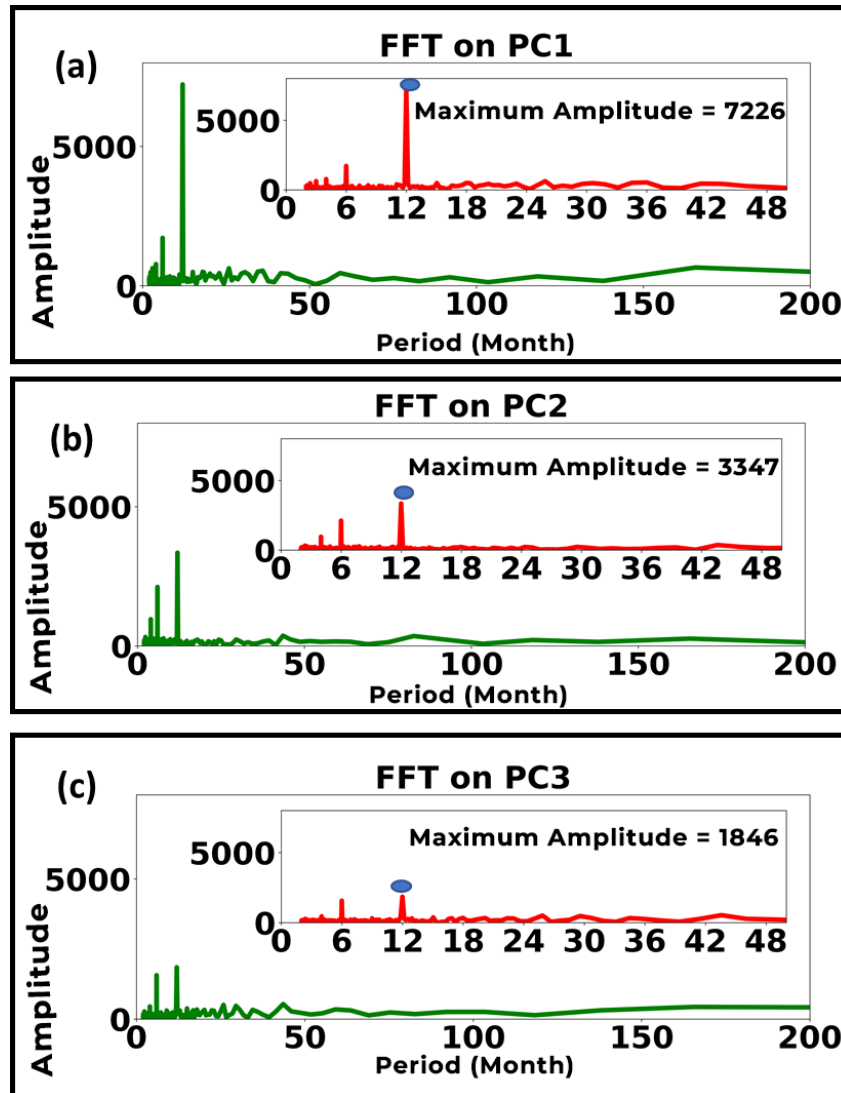 FFT on PC1
(a)
Maximum Amplitude = 7226
5000
0
0 6 12 18 24 30 36 42 48
Amplitude
5000
0
0 50 100 150 200
Period (Month)
FFT on PC2
(b)
Maximum Amplitude = 3347
5000
0
0 6 12 18 24 30 36 42 48
Amplitude
5000
0
0 50 100 150 200
Period (Month)
FFT on PC3
(c)
Maximum Amplitude = 1846
5000
0
0 6 12 18 24 30 36 42 48
Amplitude
5000
0
0 50 100 150 200
Period (Month)